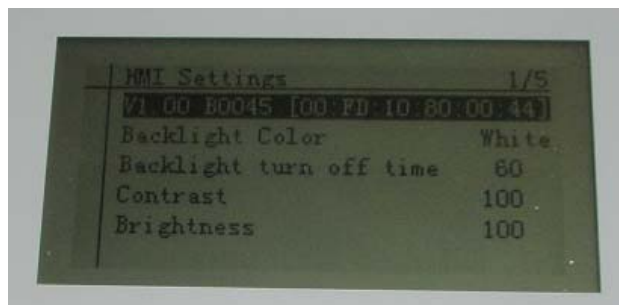 HMI Settings 1/5
V1.00 B0045 [00:FD:10:80:00:44]
Backlight Color White
Backlight turn off time 60
Contrast 100
Brightness 100